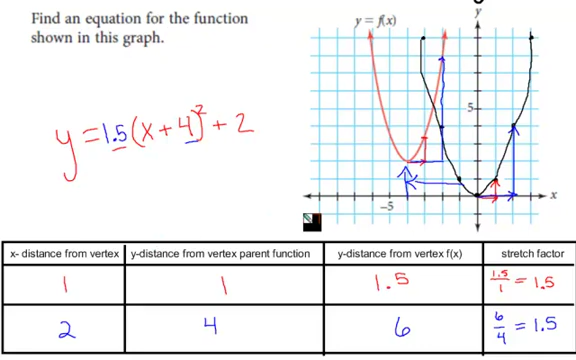 Find an equation for the function
shown in this graph.
y = f(x)
y
5
-5
x
y = 1.5(x + 4)² + 2
x- distance from vertex y-distance from vertex parent function y-distance from vertex f(x) stretch factor
1 1 1.5 1.5/1 = 1.5
2 4 6 6/4 = 1.5